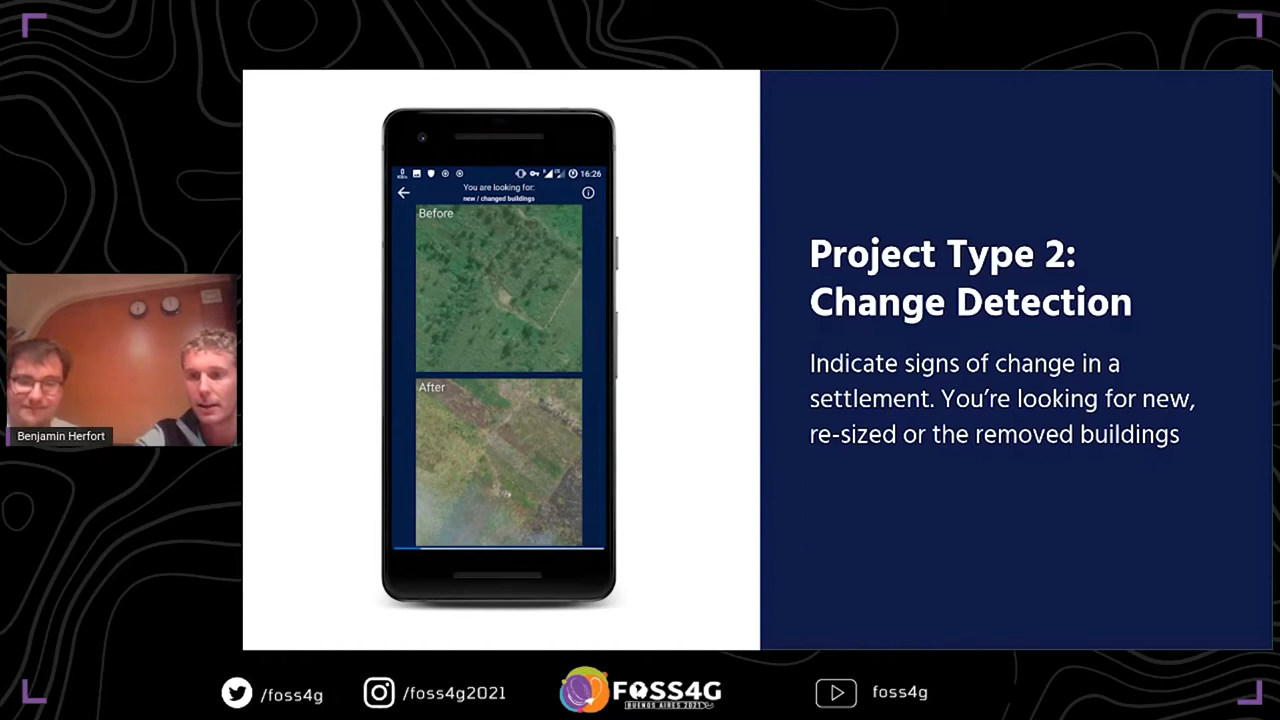 16:26
You are looking for:
new / changed buildings
Before
After
Project Type 2:
Change Detection
Indicate signs of change in a
settlement. You're looking for new,
re-sized or the removed buildings
Benjamin Herfort
/foss4g
/foss4g2021
FOSS4G
BUENOS AIRES 2021
foss4g